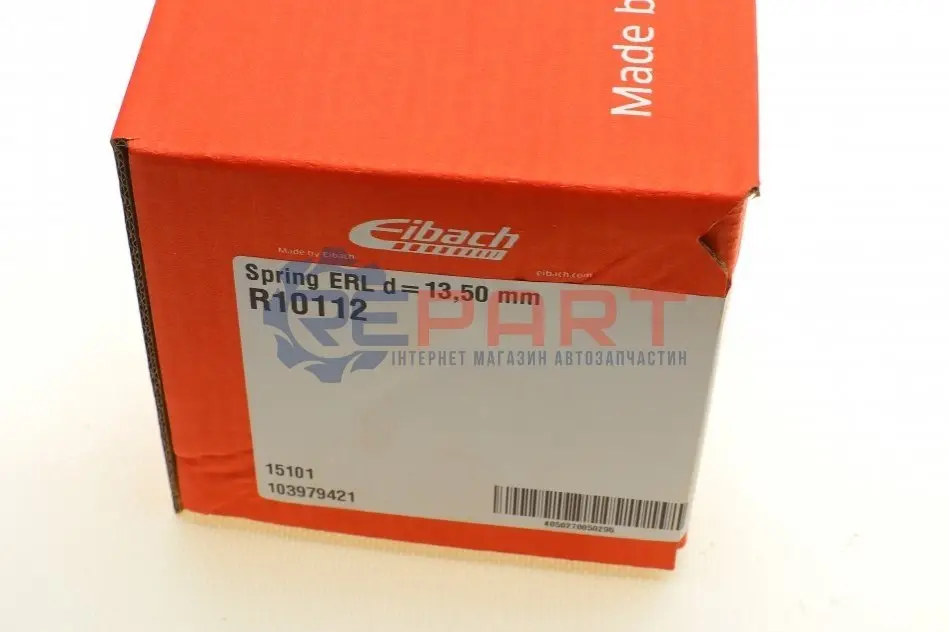 Made b
Eibach
Made by Eibach
eibach.com
Spring ERL d=13,50 mm
R10112
REPART
ІНТЕРНЕТ МАГАЗИН АВТОЗАПЧАСТИН
15101
103979421